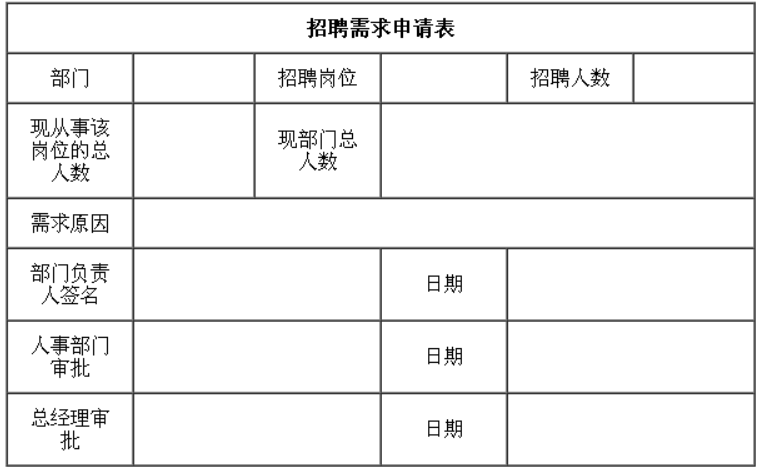 招聘需求申请表
部门 招聘岗位 招聘人数
现从事该
岗位的总
人数
现部门总
人数
需求原因
部门负责
人签名
日期
人事部门
审批
日期
总经理审
批
日期